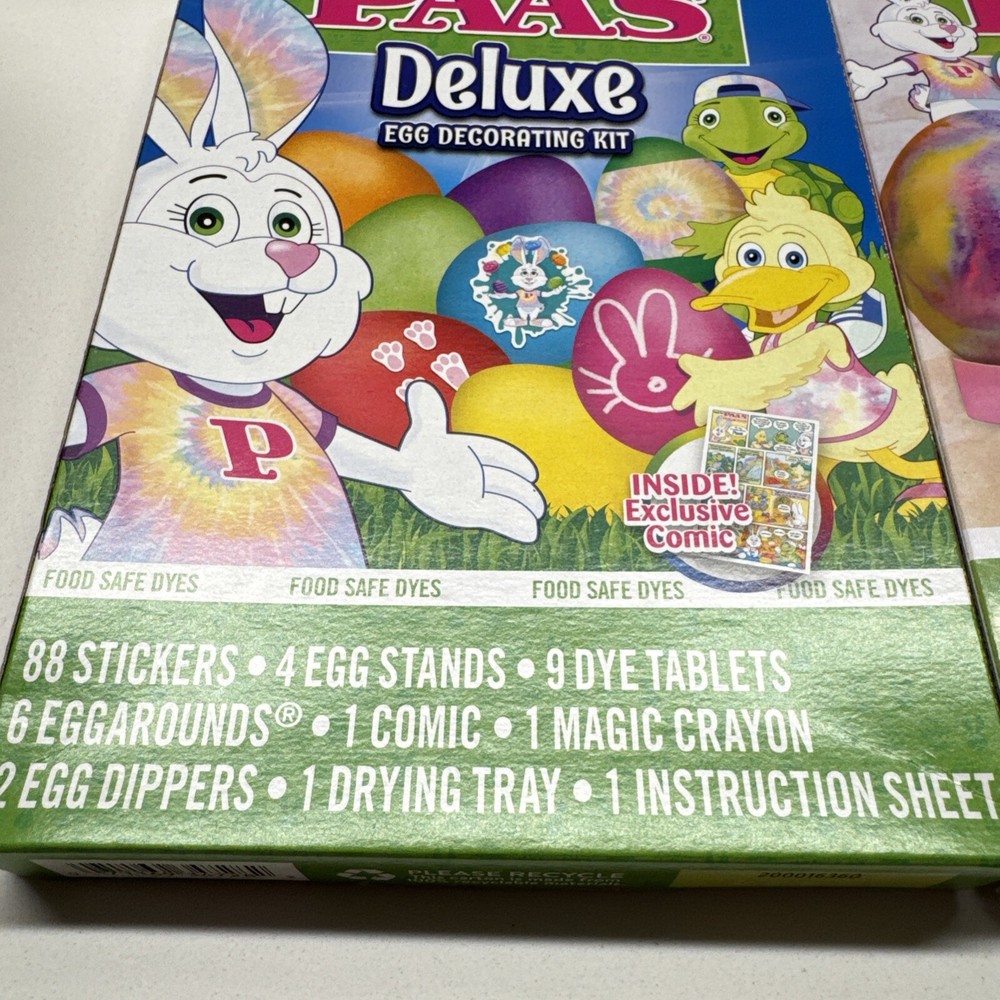 PAAS®
Deluxe
EGG DECORATING KIT
P
P
INSIDE!
Exclusive
Comic
FOOD SAFE DYES FOOD SAFE DYES FOOD SAFE DYES FOOD SAFE DYES
88 STICKERS • 4 EGG STANDS • 9 DYE TABLETS
6 EGGAROUNDS® • 1 COMIC • 1 MAGIC CRAYON
2 EGG DIPPERS • 1 DRYING TRAY • 1 INSTRUCTION SHEET
PLEASE RECYCLE
200016360